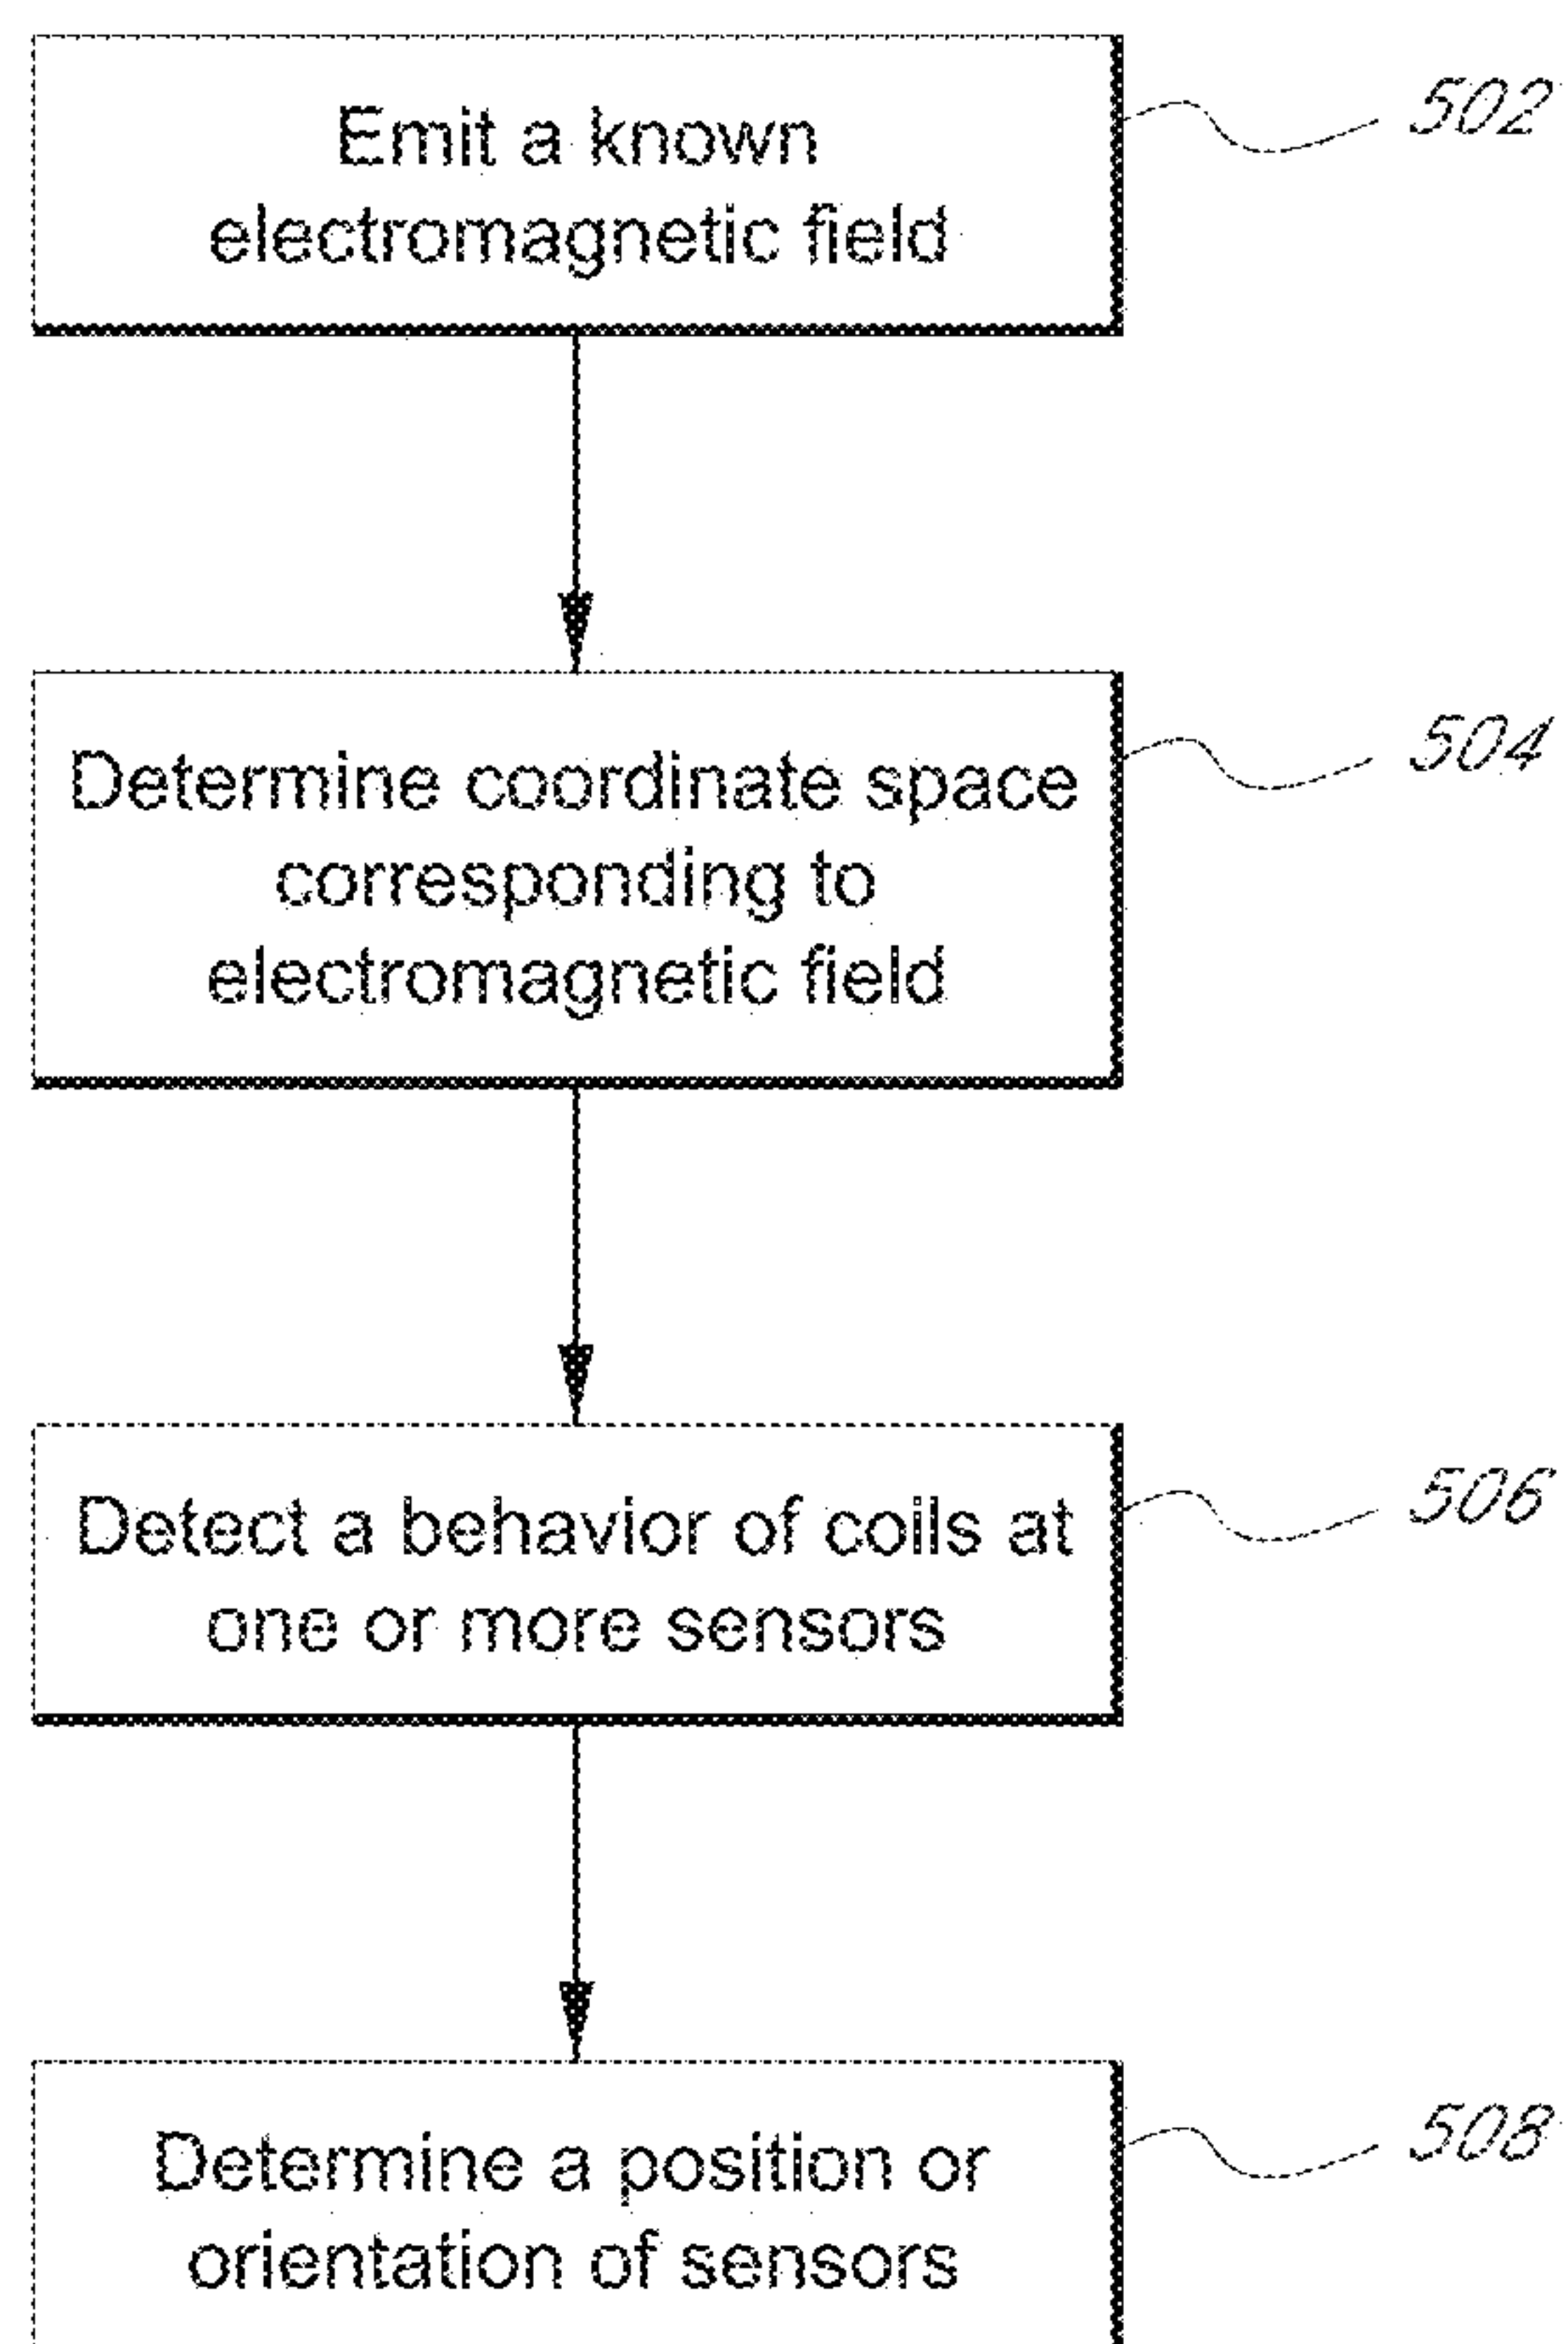 Emit a known
electromagnetic field
502
Determine coordinate space
corresponding to
electromagnetic field
504
Detect a behavior of coils at
one or more sensors
506
Determine a position or
orientation of sensors
508